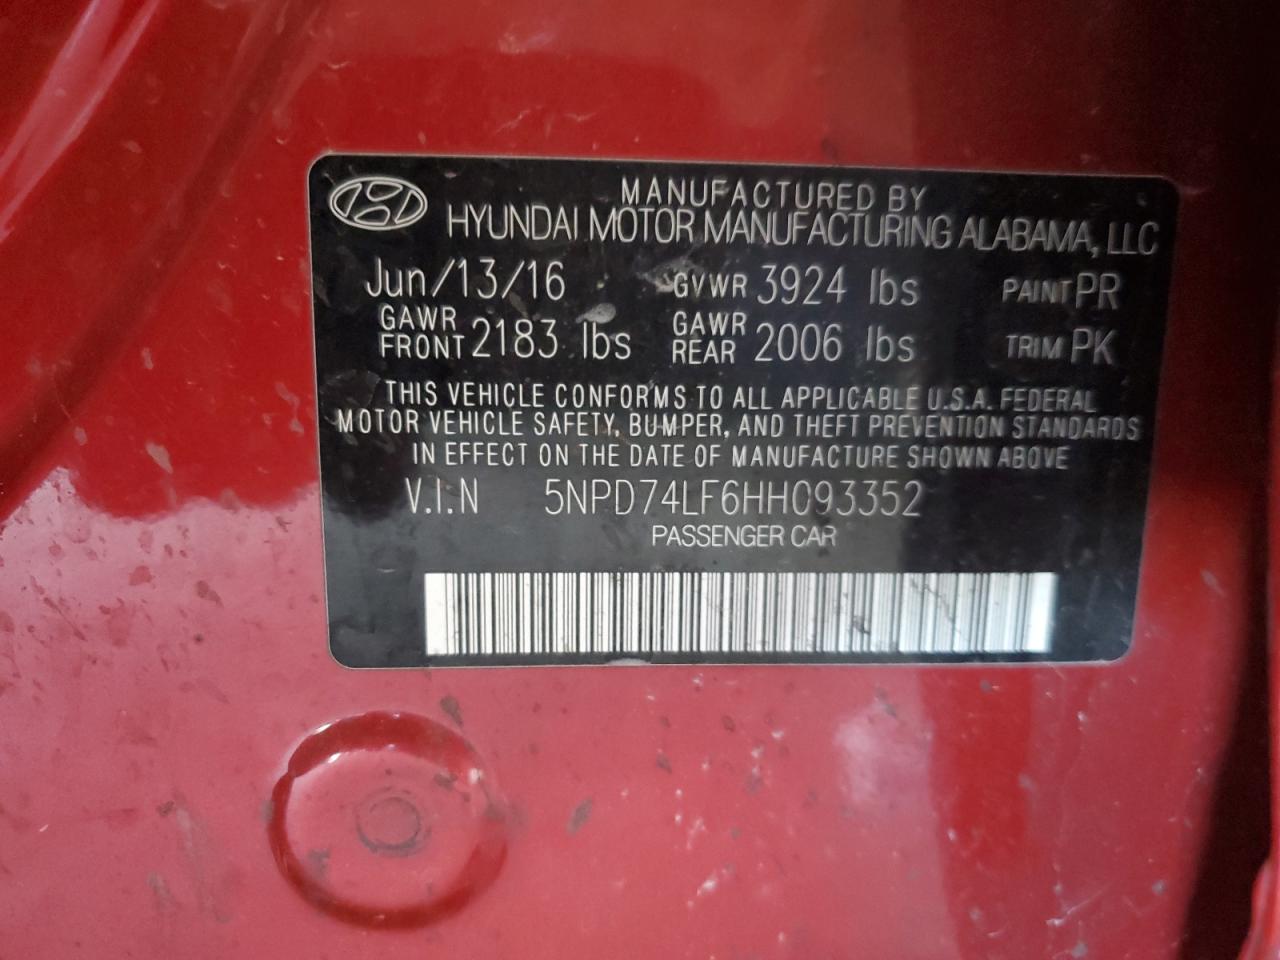 MANUFACTURED BY
HYUNDAI MOTOR MANUFACTURING ALABAMA, LLC
Jun/13/16 GVWR 3924 lbs PAINT PR
GAWR FRONT 2183 lbs GAWR REAR 2006 lbs TRIM PK
THIS VEHICLE CONFORMS TO ALL APPLICABLE U.S.A. FEDERAL
MOTOR VEHICLE SAFETY, BUMPER, AND THEFT PREVENTION STANDARDS
IN EFFECT ON THE DATE OF MANUFACTURE SHOWN ABOVE
V.I.N 5NPD74LF6HH093352
PASSENGER CAR